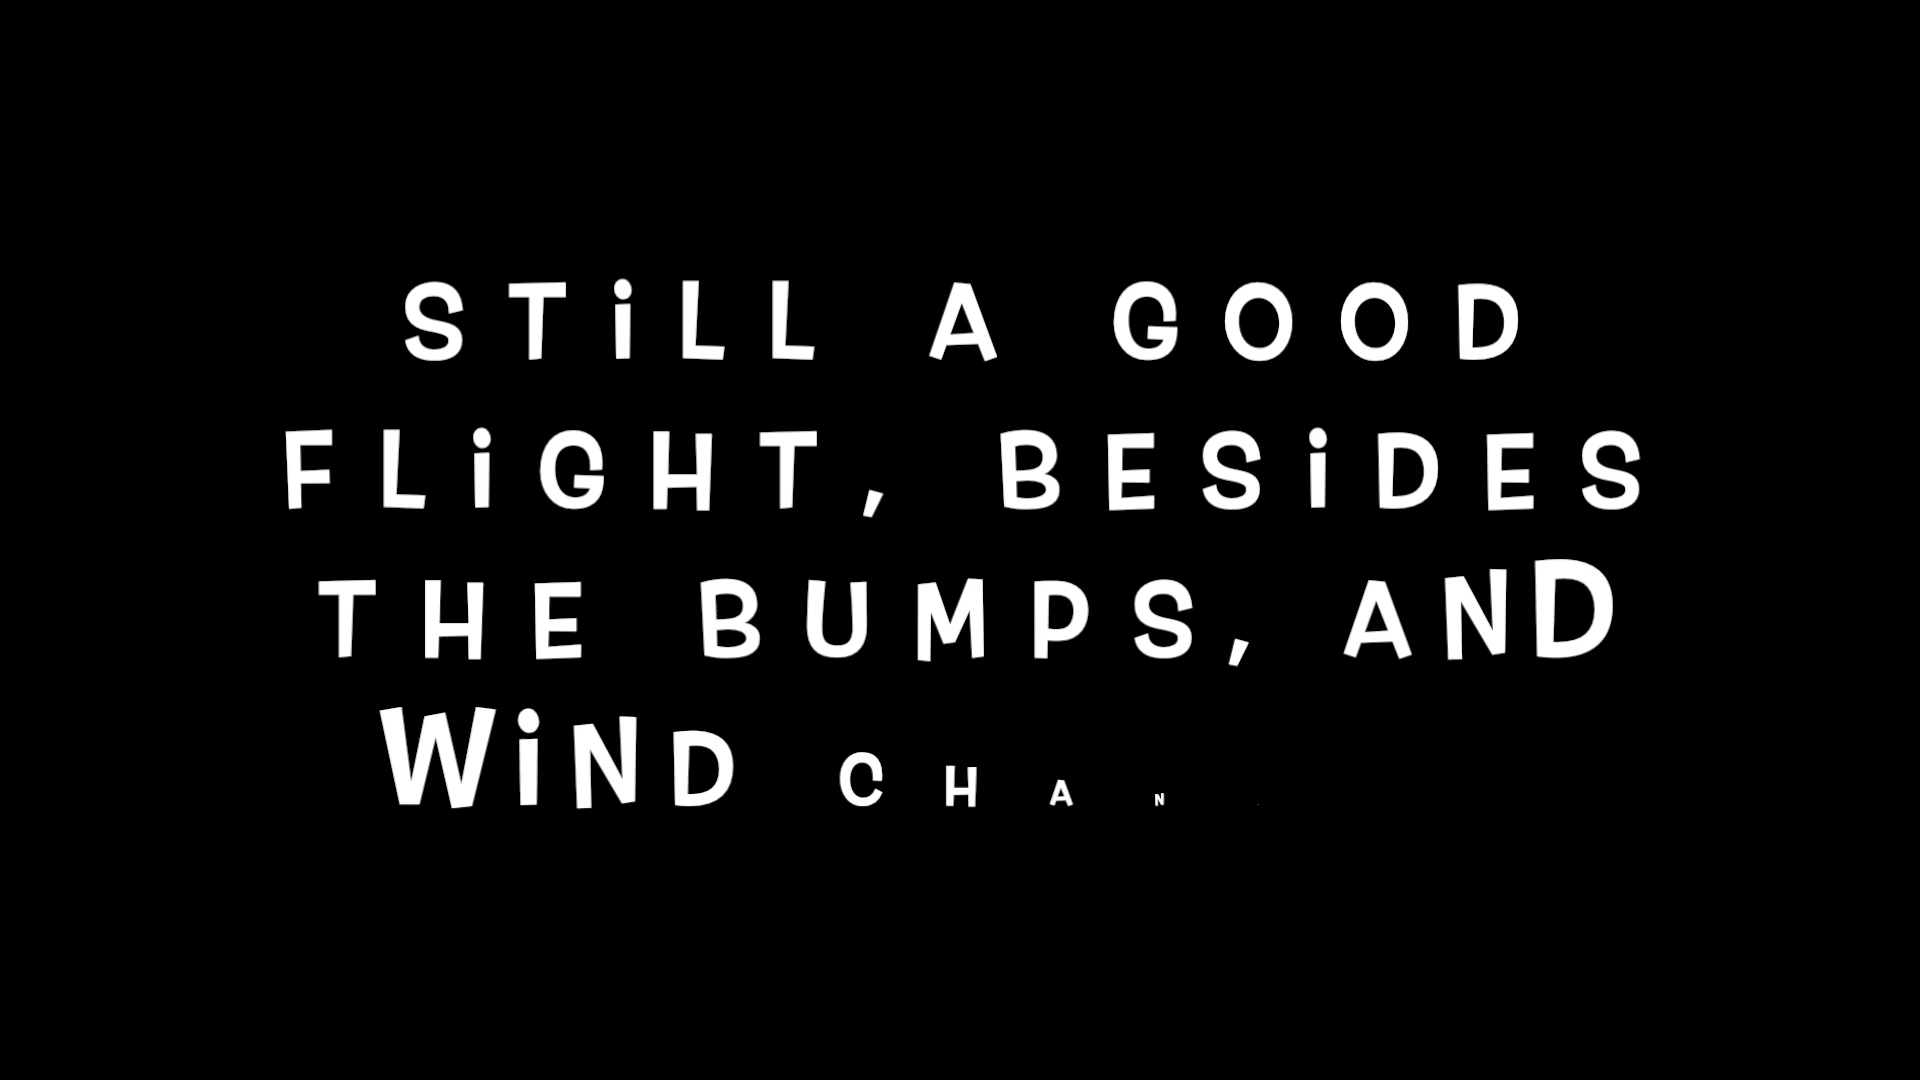 STiLL A GOOD
FLiGHT, BESiDES
THE BUMPS, AND
WiND CHAN